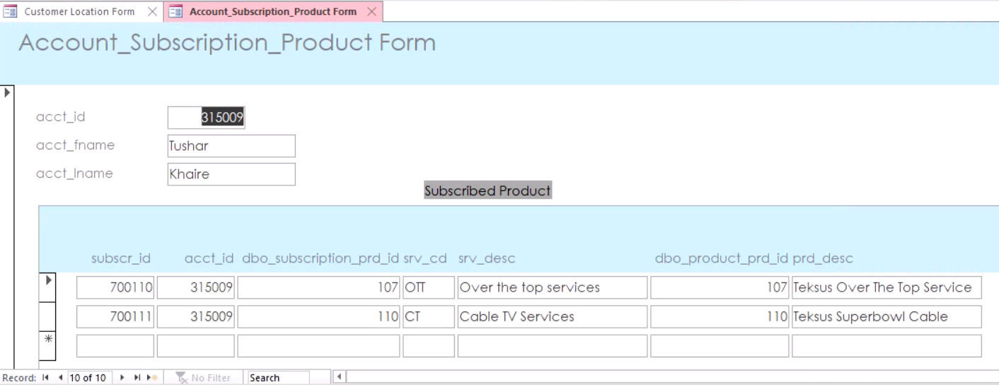 Customer Location Form Account_Subscription_Product Form
Account_Subscription_Product Form
acct_id 315009
acct_fname Tushar
acct_lname Khaire
Subscribed Product
subscr_id acct_id dbo_subscription_prd_id srv_cd srv_desc dbo_product_prd_id prd_desc
700110 315009 107 OTT Over the top services 107 Teksus Over The Top Service
700111 315009 110 CT Cable TV Services 110 Teksus Superbowl Cable
Record: 10 of 10 No Filter Search